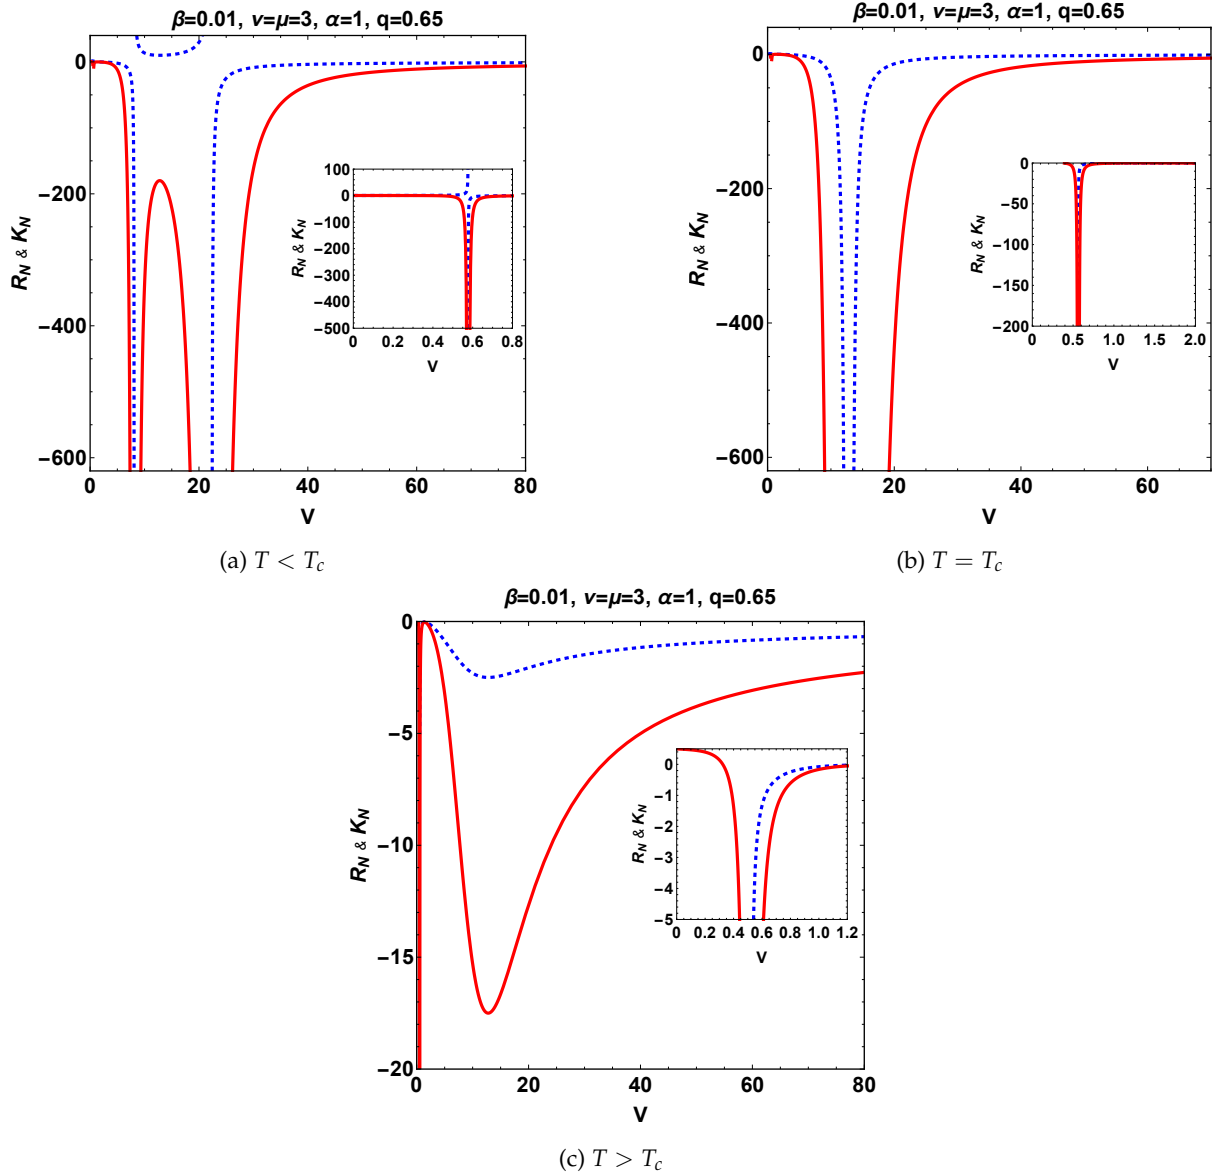 β=0.01, ν=μ=3, α=1, q=0.65
0
−200
−400
−600
R_N & K_N
0 20 40 60 80
V
100
0
−100
−200
−300
−400
−500
R_N & K_N
0 0.2 0.4 0.6 0.8
V
(a) T < T_c
β=0.01, ν=μ=3, α=1, q=0.65
0
−200
−400
−600
R_N & K_N
0 20 40 60
V
0
−50
−100
−150
−200
R_N & K_N
0 0.5 1.0 1.5 2.0
V
(b) T = T_c
β=0.01, ν=μ=3, α=1, q=0.65
0
−5
−10
−15
−20
R_N & K_N
0 20 40 60 80
V
0
−1
−2
−3
−4
−5
R_N & K_N
0 0.2 0.4 0.6 0.8 1.0 1.2
V
(c) T > T_c